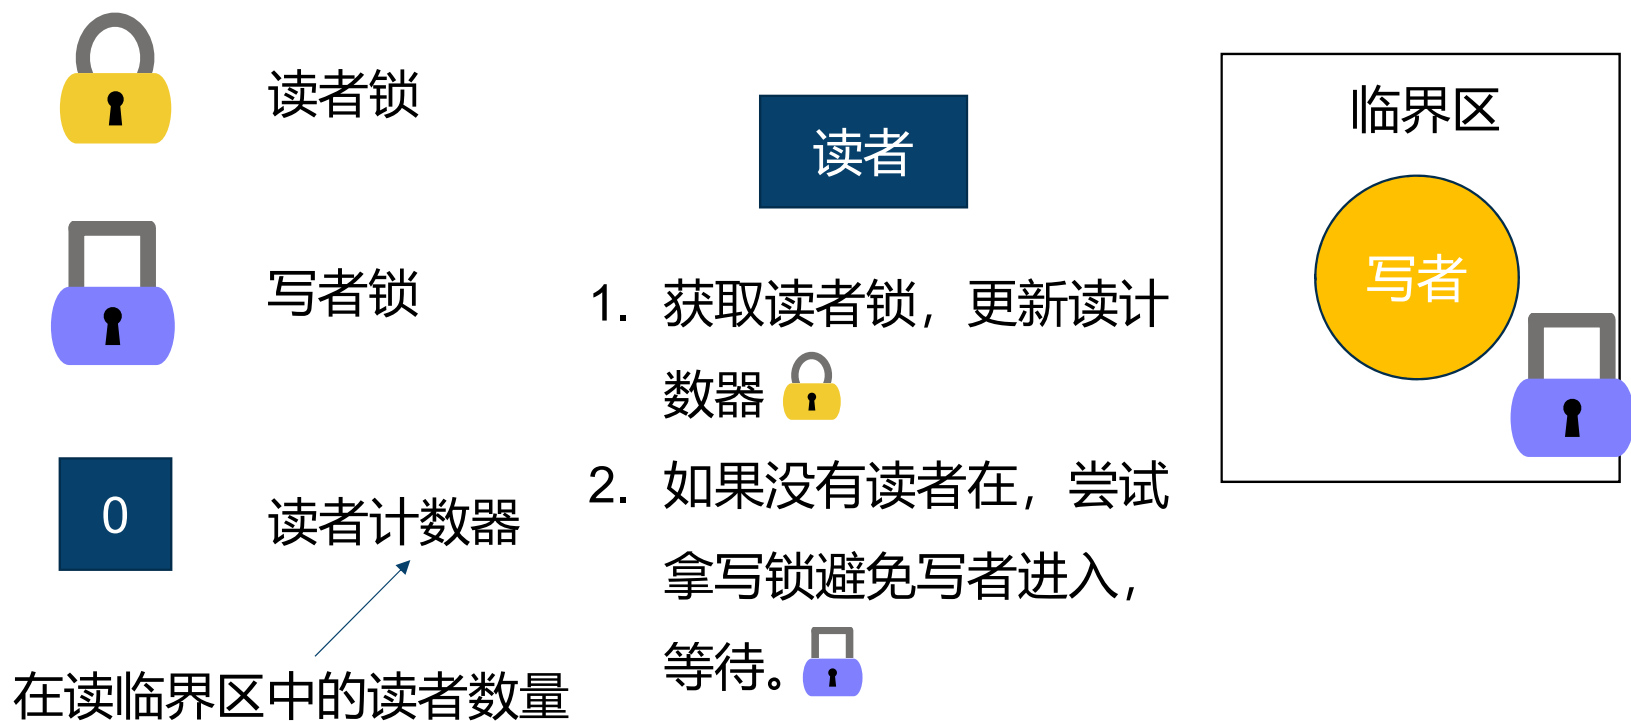 读者锁
写者锁
0
读者计数器
在读临界区中的读者数量
读者
1. 获取读者锁，更新读计
数器
2. 如果没有读者在，尝试
拿写锁避免写者进入，
等待。
临界区
写者